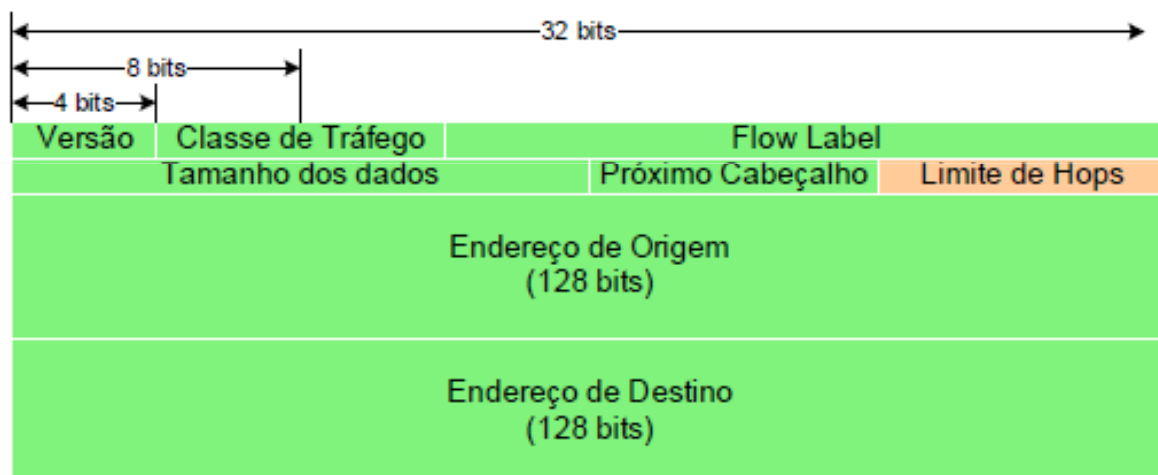 32 bits
8 bits
4 bits
Versão Classe de Tráfego Flow Label
Tamanho dos dados Próximo Cabeçalho Limite de Hops
Endereço de Origem
(128 bits)
Endereço de Destino
(128 bits)